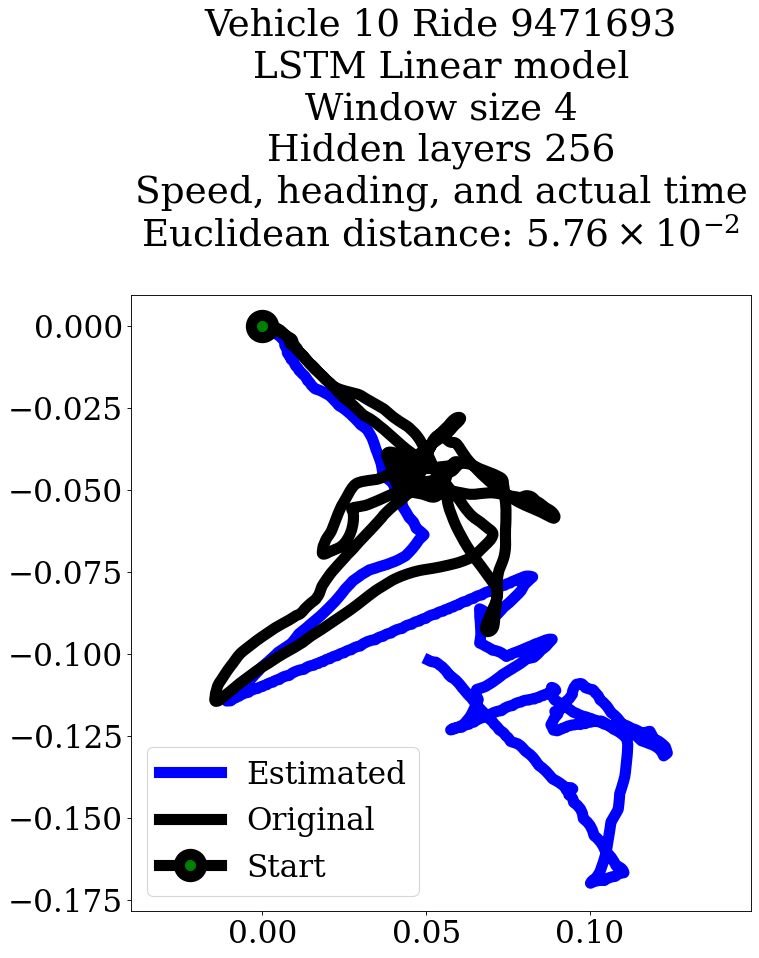 Vehicle 10 Ride 9471693
LSTM Linear model
Window size 4
Hidden layers 256
Speed, heading, and actual time
Euclidean distance: 5.76 × 10⁻²
0.000
−0.025
−0.050
−0.075
−0.100
−0.125
−0.150
−0.175
Estimated
Original
Start
0.00 0.05 0.10